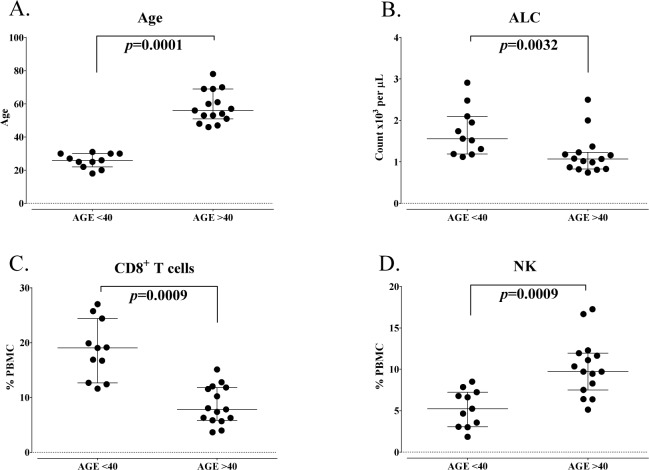 A.
Age
p=0.0001
Age
100
80
60
40
20
0
AGE <40
AGE >40
B.
ALC
p=0.0032
Count x10³ per µL
4
3
2
1
0
AGE <40
AGE >40
C.
CD8⁺ T cells
p=0.0009
% PBMC
30
20
10
0
AGE <40
AGE >40
D.
NK
p=0.0009
% PBMC
20
15
10
5
0
AGE <40
AGE >40